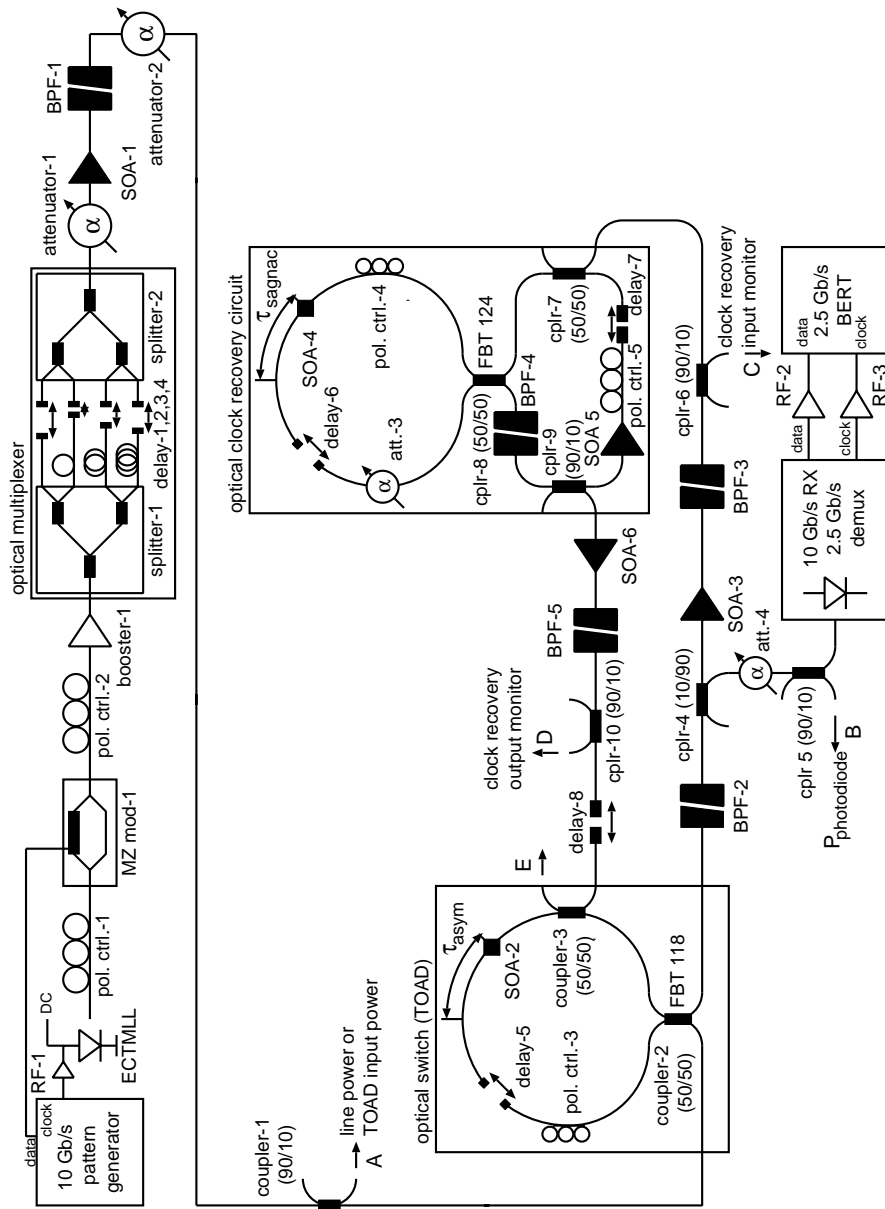 data
clock
10 Gb/s
pattern
generator
RF-1
DC
ECTMLL
pol. ctrl.-1
MZ mod-1
pol. ctrl.-2
booster-1
optical multiplexer
splitter-1
delay-1,2,3,4
splitter-2
attenuator-1
α
SOA-1
BPF-1
attenuator-2
α
coupler-1
(90/10)
line power or
TOAD input power
A
optical switch (TOAD)
τasym
SOA-2
delay-5
pol. ctrl.-3
coupler-3
(50/50)
coupler-2
(50/50)
FBT 118
E
delay-8
clock recovery
output monitor
D
cplr-10 (90/10)
BPF-5
SOA-6
optical clock recovery circuit
τsagnac
SOA-4
delay-6
att.-3
α
pol. ctrl.-4
cplr-8 (50/50)
FBT 124
BPF-4
cplr-9
(90/10)
SOA 5
pol. ctrl.-5
delay-7
cplr-7
(50/50)
BPF-2
cplr-4 (10/90)
SOA-3
BPF-3
cplr-6 (90/10)
C
clock recovery
input monitor
att.-4
α
cplr 5 (90/10)
Pphotodiode
B
10 Gb/s RX
2.5 Gb/s
demux
data
clock
RF-2
RF-3
data
2.5 Gb/s
BERT
clock